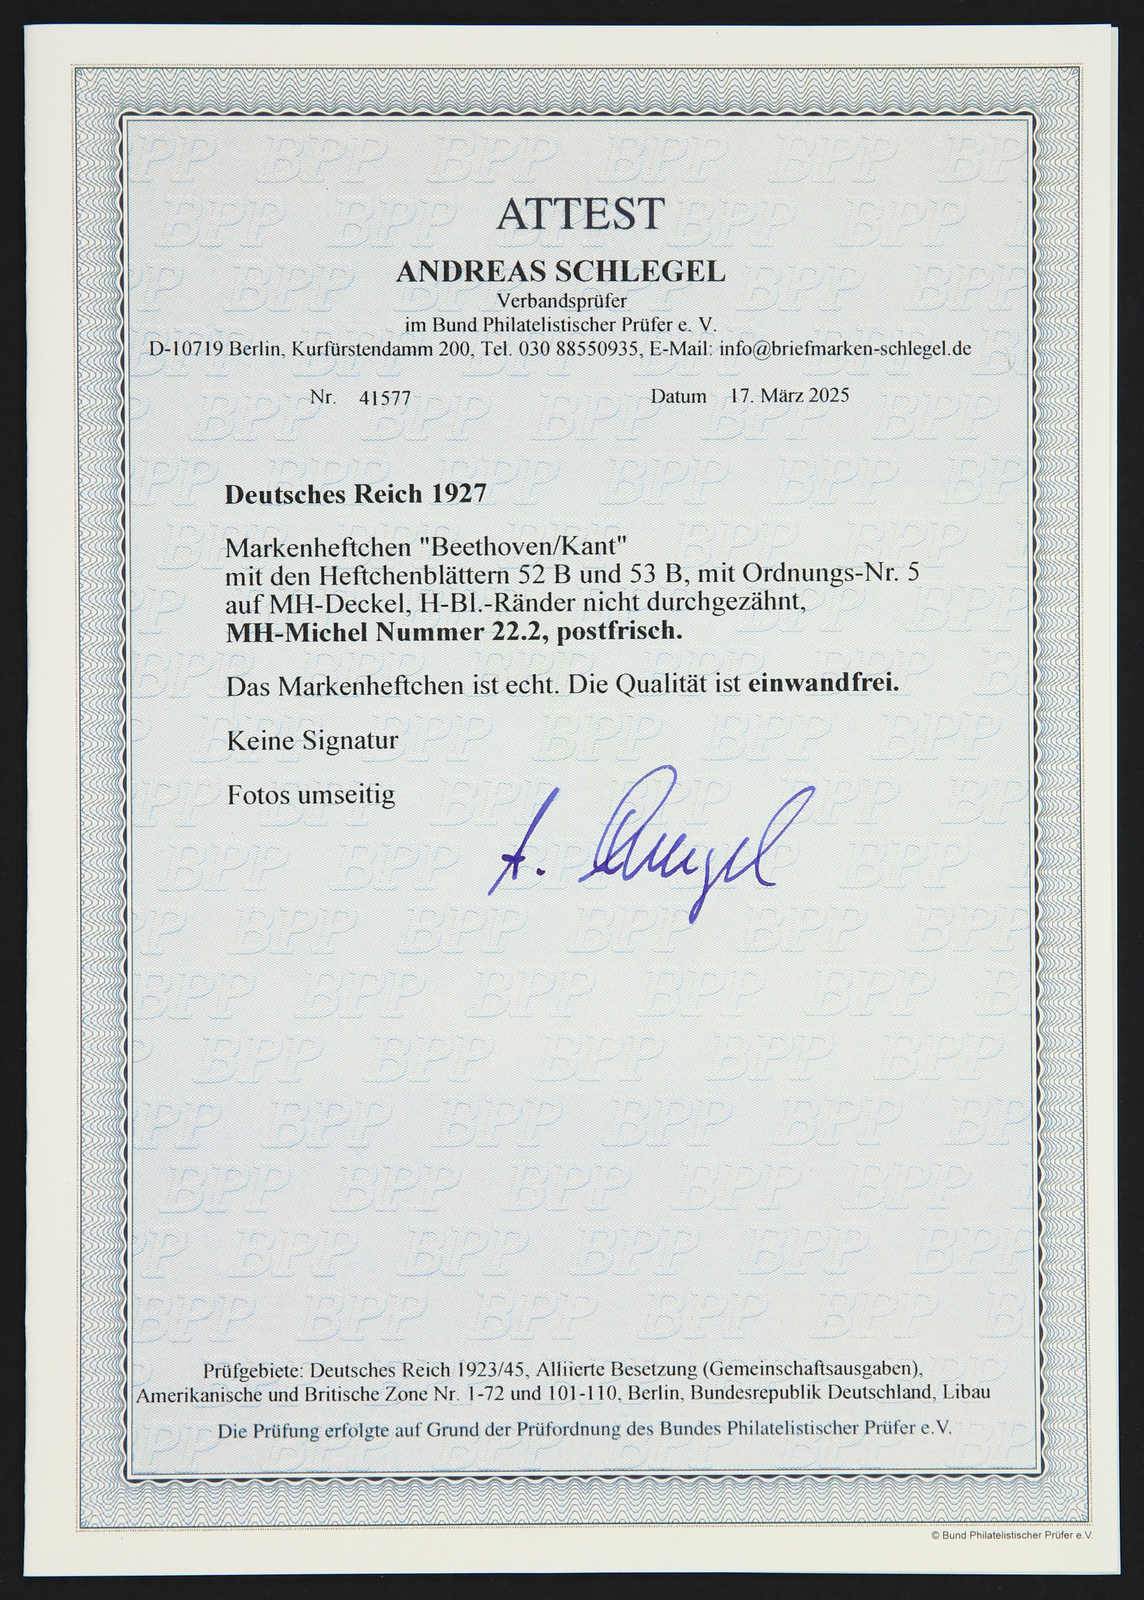 ATTEST
ANDREAS SCHLEGEL
Verbandsprüfer
im Bund Philatelistischer Prüfer e. V.
D-10719 Berlin, Kurfürstendamm 200, Tel. 030 88550935, E-Mail: info@briefmarken-schlegel.de
Nr. 41577 Datum 17. März 2025
Deutsches Reich 1927
Markenheftchen "Beethoven/Kant"
mit den Heftchenblättern 52 B und 53 B, mit Ordnungs-Nr. 5
auf MH-Deckel, H-Bl.-Ränder nicht durchgezähnt,
MH-Michel Nummer 22.2, postfrisch.
Das Markenheftchen ist echt. Die Qualität ist einwandfrei.
Keine Signatur
Fotos umseitig
A. Schlegel
Prüfgebiete: Deutsches Reich 1923/45, Alliierte Besetzung (Gemeinschaftsausgaben),
Amerikanische und Britische Zone Nr. 1-72 und 101-110, Berlin, Bundesrepublik Deutschland, Libau
Die Prüfung erfolgte auf Grund der Prüfordnung des Bundes Philatelistischer Prüfer e.V.
© Bund Philatelistischer Prüfer e.V.